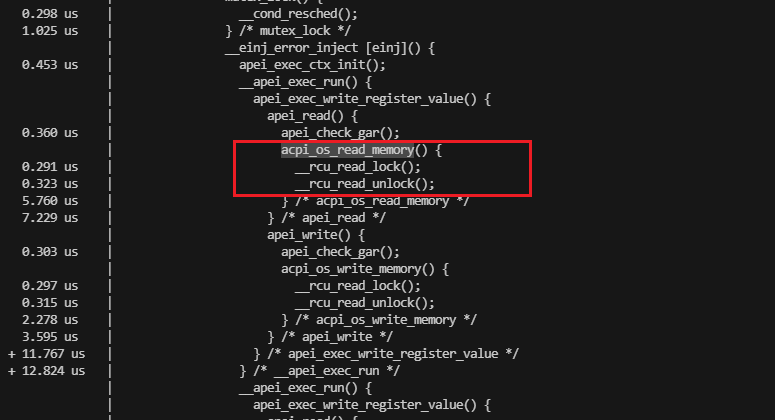 mutex_lock() {
0.298 us | __cond_resched();
1.025 us | } /* mutex_lock */
| __einj_error_inject [einj]() {
0.453 us | apei_exec_ctx_init();
| __apei_exec_run() {
| apei_exec_write_register_value() {
| apei_read() {
0.360 us | apei_check_gar();
| acpi_os_read_memory() {
0.291 us | __rcu_read_lock();
0.323 us | __rcu_read_unlock();
5.760 us | } /* acpi_os_read_memory */
7.229 us | } /* apei_read */
| apei_write() {
0.303 us | apei_check_gar();
| acpi_os_write_memory() {
0.297 us | __rcu_read_lock();
0.315 us | __rcu_read_unlock();
2.278 us | } /* acpi_os_write_memory */
3.595 us | } /* apei_write */
+ 11.767 us | } /* apei_exec_write_register_value */
+ 12.824 us | } /* __apei_exec_run */
| __apei_exec_run() {
| apei_exec_write_register_value() {
| apei_read() {